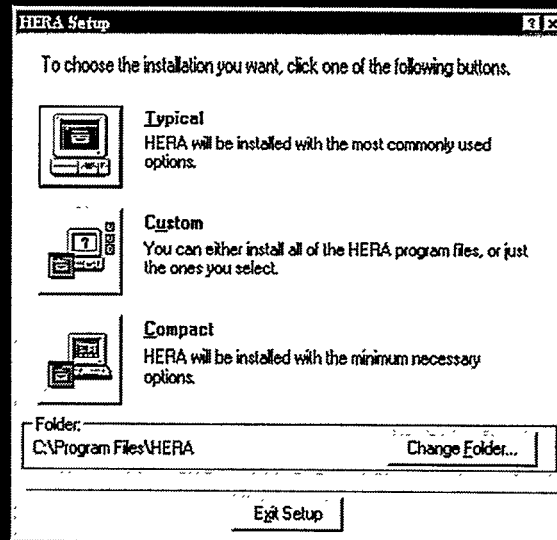 HERA Setup
To choose the installation you want, click one of the following buttons.
Typical
HERA will be installed with the most commonly used
options.
Custom
You can either install all of the HERA program files, or just
the ones you select.
Compact
HERA will be installed with the minimum necessary
options.
Folder:
C:\Program Files\HERA
Change Folder...
Exit Setup